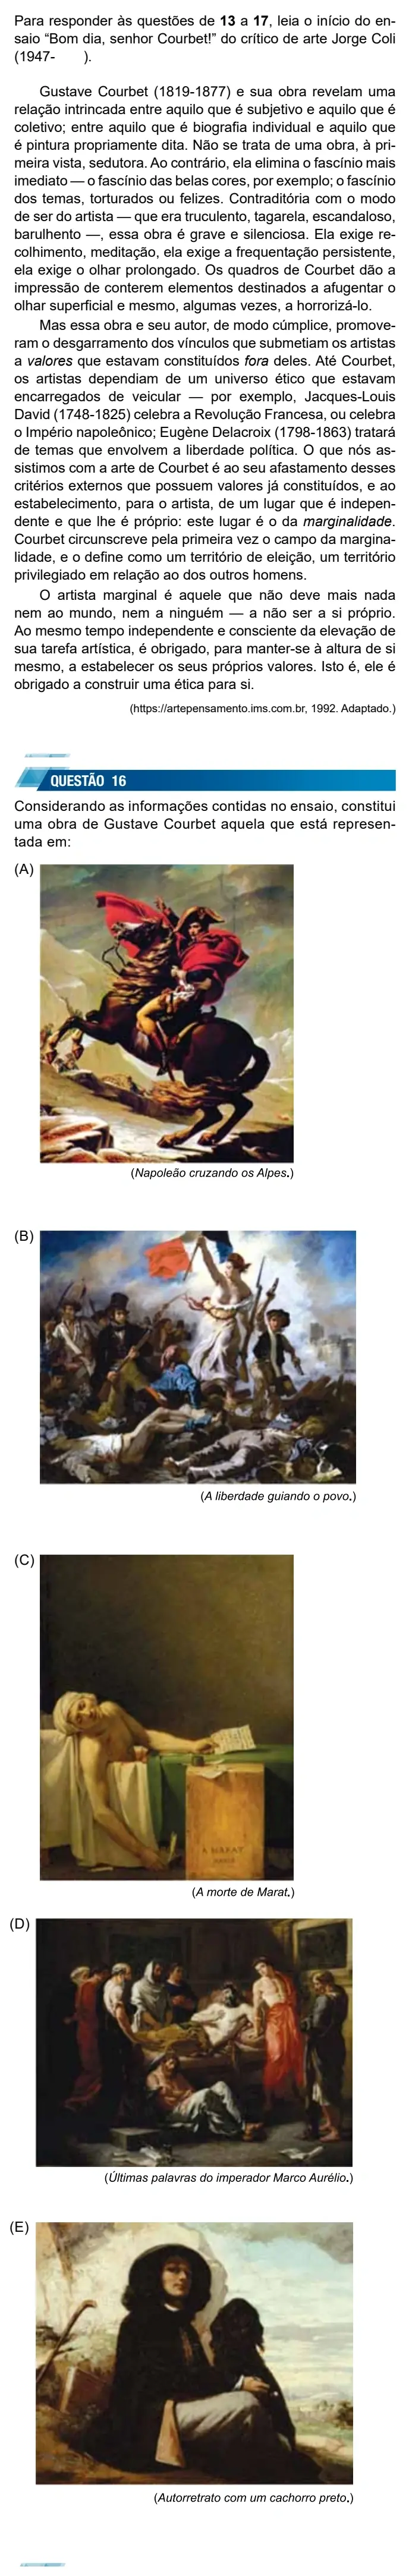 Para responder às questões de 13 a 17, leia o início do en-
saio “Bom dia, senhor Courbet!” do crítico de arte Jorge Coli
(1947- ).
Gustave Courbet (1819-1877) e sua obra revelam uma
relação intrincada entre aquilo que é subjetivo e aquilo que é
coletivo; entre aquilo que é biografia individual e aquilo que
é pintura propriamente dita. Não se trata de uma obra, à pri-
meira vista, sedutora. Ao contrário, ela elimina o fascínio mais
imediato — o fascínio das belas cores, por exemplo; o fascínio
dos temas, torturados ou felizes. Contraditória com o modo
de ser do artista — que era truculento, tagarela, escandaloso,
barulhento —, essa obra é grave e silenciosa. Ela exige re-
colhimento, meditação, ela exige a frequentação persistente,
ela exige o olhar prolongado. Os quadros de Courbet dão a
impressão de conterem elementos destinados a afugentar o
olhar superficial e mesmo, algumas vezes, a horrorizá-lo.
Mas essa obra e seu autor, de modo cúmplice, promove-
ram o desgarramento dos vínculos que submetiam os artistas
a valores que estavam constituídos fora deles. Até Courbet,
os artistas dependiam de um universo ético que estavam
encarregados de veicular — por exemplo, Jacques-Louis
David (1748-1825) celebra a Revolução Francesa, ou celebra
o Império napoleônico; Eugène Delacroix (1798-1863) tratará
de temas que envolvem a liberdade política. O que nós as-
sistimos com a arte de Courbet é ao seu afastamento desses
critérios externos que possuem valores já constituídos, e ao
estabelecimento, para o artista, de um lugar que é indepen-
dente e que lhe é próprio: este lugar é o da marginalidade.
Courbet circunscreve pela primeira vez o campo da margina-
lidade, e o define como um território de eleição, um território
privilegiado em relação ao dos outros homens.
O artista marginal é aquele que não deve mais nada
nem ao mundo, nem a ninguém — a não ser a si próprio.
Ao mesmo tempo independente e consciente da elevação de
sua tarefa artística, é obrigado, para manter-se à altura de si
mesmo, a estabelecer os seus próprios valores. Isto é, ele é
obrigado a construir uma ética para si.
(https://artepensamento.ims.com.br, 1992. Adaptado.)
QUESTÃO 16
Considerando as informações contidas no ensaio, constitui
uma obra de Gustave Courbet aquela que está represen-
tada em:
(A)
(Napoleão cruzando os Alpes.)
(B)
(A liberdade guiando o povo.)
(C)
(A morte de Marat.)
(D)
(Últimas palavras do imperador Marco Aurélio.)
(E)
(Autorretrato com um cachorro preto.)